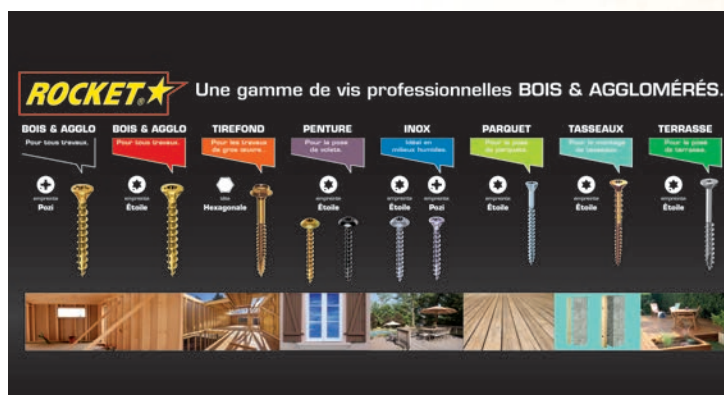 ROCKET®
Une gamme de vis professionnelles BOIS & AGGLOMÉRÉS.
BOIS & AGGLO
Pour tous travaux.
empreinte
Pozi
BOIS & AGGLO
Pour tous travaux.
empreinte
Étoile
TIREFOND
Pour les travaux
de gros œuvre.
tête
Hexagonale
PENTURE
Pour la pose
de volets.
empreinte
Étoile
INOX
Idéal en
milieux humides.
empreinte
Étoile
empreinte
Pozi
PARQUET
Pour la pose
de parquets.
empreinte
Étoile
TASSEAUX
Pour le montage
de tasseaux.
empreinte
Étoile
TERRASSE
Pour la pose
de terrasses.
empreinte
Étoile